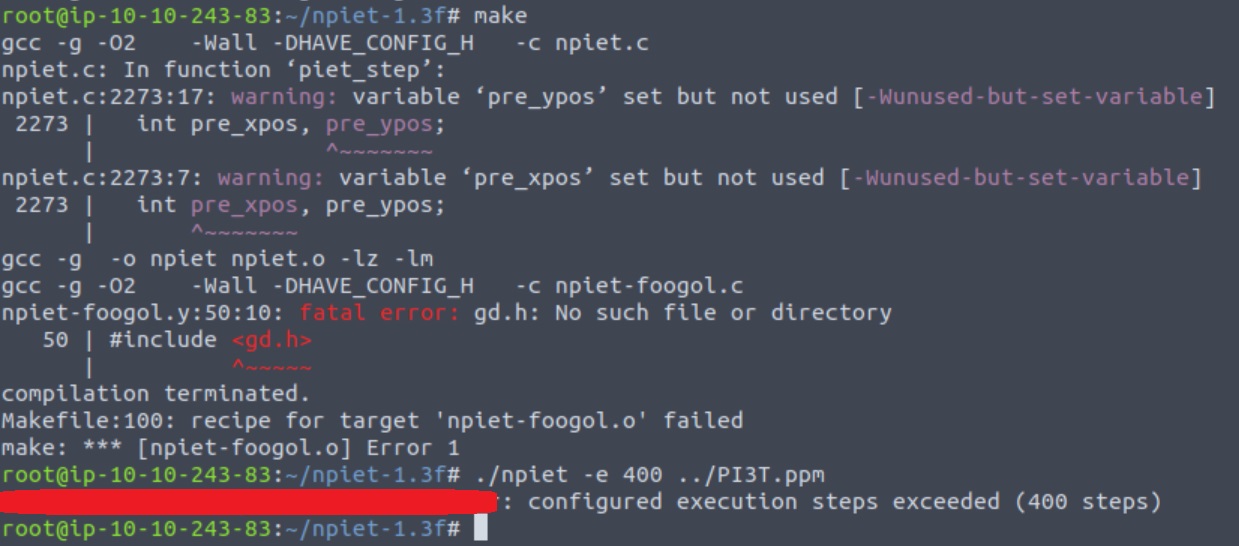 root@ip-10-10-243-83:~/npiet-1.3f# make
gcc -g -O2    -Wall -DHAVE_CONFIG_H   -c npiet.c
npiet.c: In function ‘piet_step’:
npiet.c:2273:17: warning: variable ‘pre_ypos’ set but not used [-Wunused-but-set-variable]
 2273 |   int pre_xpos, pre_ypos;
      |                 ^~~~~~~~
npiet.c:2273:7: warning: variable ‘pre_xpos’ set but not used [-Wunused-but-set-variable]
 2273 |   int pre_xpos, pre_ypos;
      |       ^~~~~~~~
gcc -g  -o npiet npiet.o -lz -lm
gcc -g -O2    -Wall -DHAVE_CONFIG_H   -c npiet-foogol.c
npiet-foogol.y:50:10: fatal error: gd.h: No such file or directory
   50 | #include <gd.h>
      |          ^~~~~~
compilation terminated.
Makefile:100: recipe for target 'npiet-foogol.o' failed
make: *** [npiet-foogol.o] Error 1
root@ip-10-10-243-83:~/npiet-1.3f# ./npiet -e 400 ../PI3T.ppm
: configured execution steps exceeded (400 steps)
root@ip-10-10-243-83:~/npiet-1.3f#